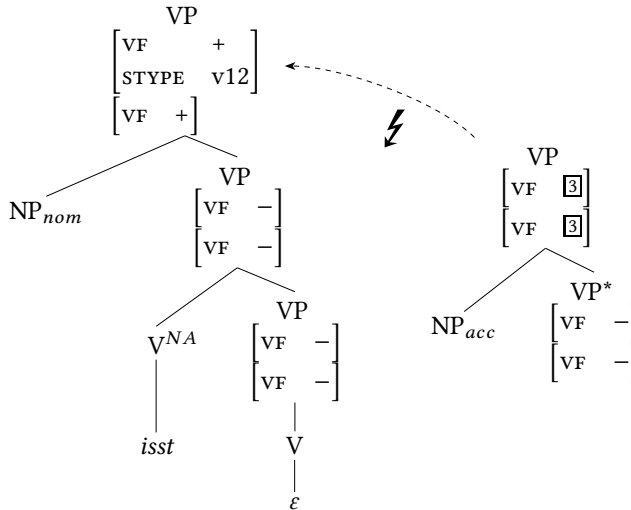 VP
[VF +]
[STYPE v12]
[VF +]
NP_nom
VP
[VF −]
[VF −]
V^NA
VP
[VF −]
[VF −]
isst
V
ε
VP
[VF 3]
[VF 3]
NP_acc
VP*
[VF −
[VF −